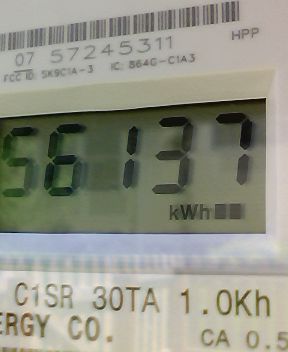 HPP
07 57245311
FCC ID: SK9C1A-3 IC: 864G-C1A3
56137
kWh
C1SR 30TA 1.0Kh
ERGY CO.
CA 0.5